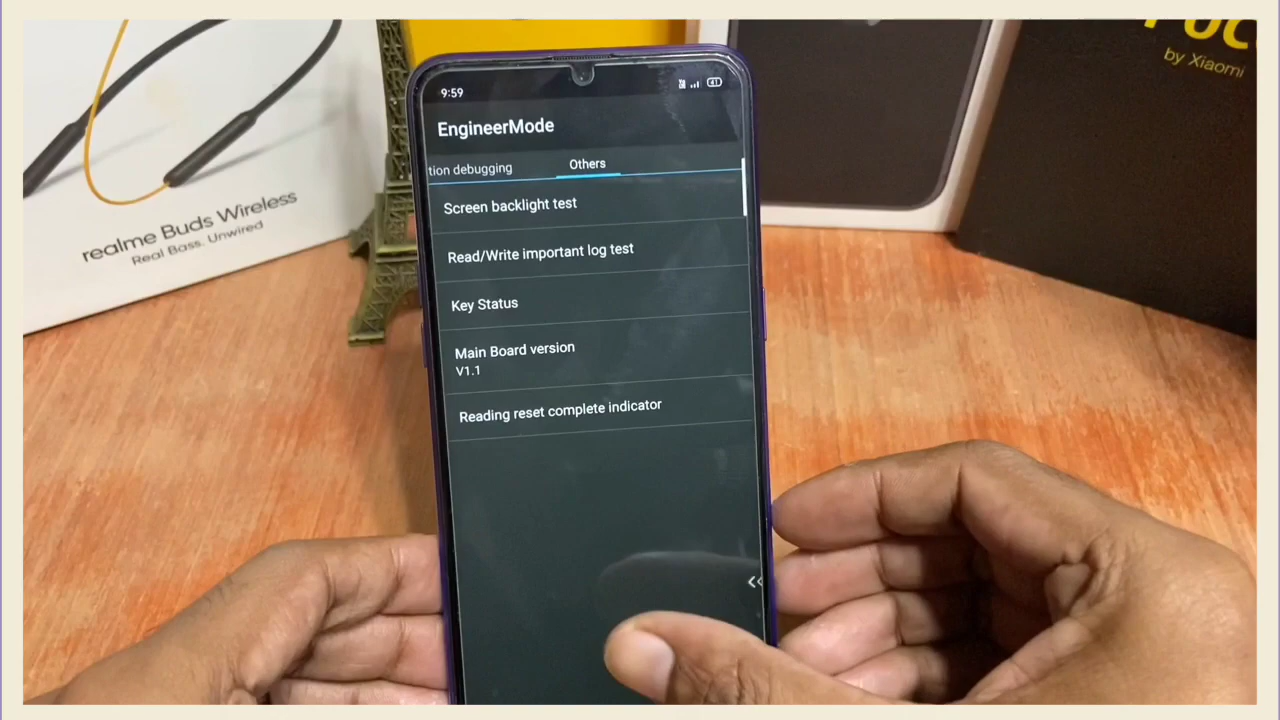 by Xiaomi
9:59
41
EngineerMode
tion debugging
Others
Screen backlight test
Read/Write important log test
Key Status
Main Board version
V1.1
Reading reset complete indicator
realme Buds Wireless
Real Bass. Unwired